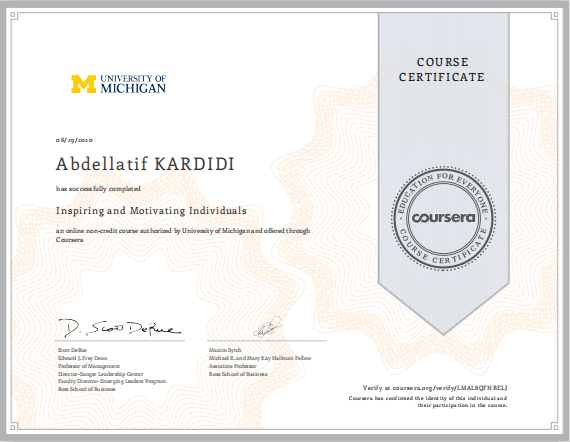 UNIVERSITY OF
MICHIGAN
COURSE
CERTIFICATE
08/29/2020
Abdellatif KARDIDI
has successfully completed
Inspiring and Motivating Individuals
an online non-credit course authorized by University of Michigan and offered through
Coursera
EDUCATION FOR EVERYONE
coursera
COURSE CERTIFICATE
D. Scott DeRue
Scott DeRue
Edward J. Frey Dean
Professor of Management
Director-Sanger Leadership Center
Faculty Director-Emerging Leaders Program
Ross School of Business
Maxim Sytch
Michael R. and Mary Kay Hallman Fellow
Associate Professor
Ross School of Business
Verify at coursera.org/verify/LMAL8QFNBELJ
Coursera has confirmed the identity of this individual and
their participation in the course.